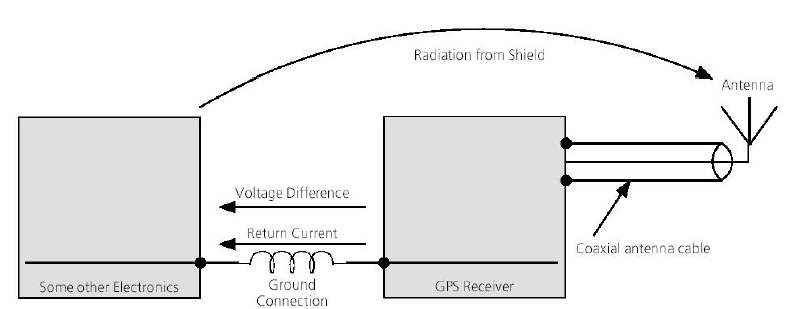 Radiation from Shield
Antenna
Voltage Difference
Return Current
Coaxial antenna cable
Some other Electronics
Ground
Connection
GPS Receiver